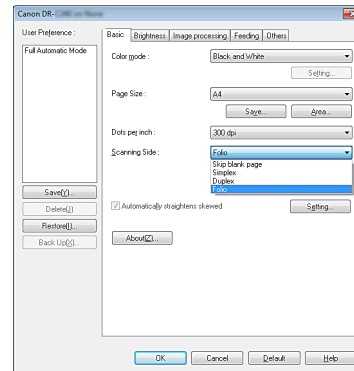 Canon DR-
User Preference :
Full Automatic Mode
Save(Y)...
Delete(J)
Restore(I)...
Back Up(X)...
Basic
Brightness
Image processing
Feeding
Others
Color mode :
Black and White
Setting...
Page Size :
A4
Save...
Area...
Dots per inch :
300 dpi
Scanning Side :
Folio
Skip blank page
Simplex
Duplex
Folio
Automatically straightens skewed
Setting...
About(Z)...
OK
Cancel
Default
Help